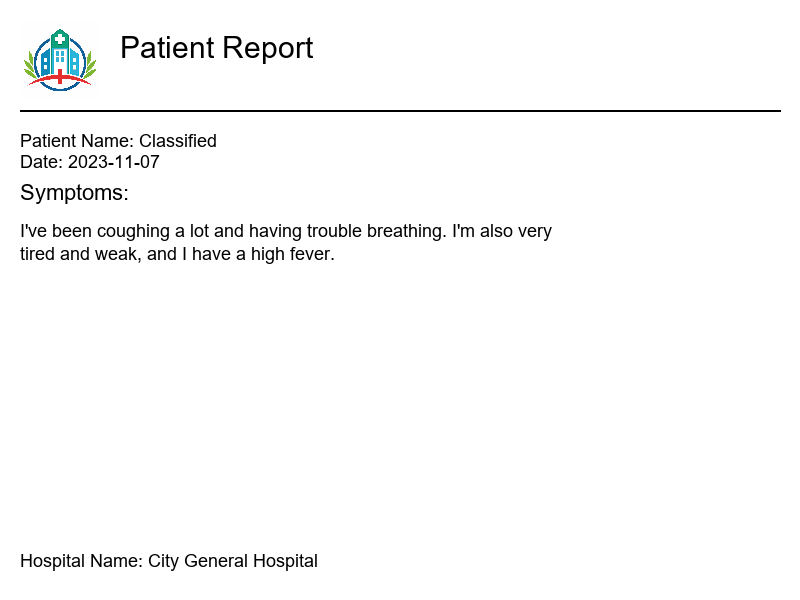 Patient Report
Patient Name: Classified
Date: 2023-11-07
Symptoms:
I've been coughing a lot and having trouble breathing. I'm also very
tired and weak, and I have a high fever.
Hospital Name: City General Hospital